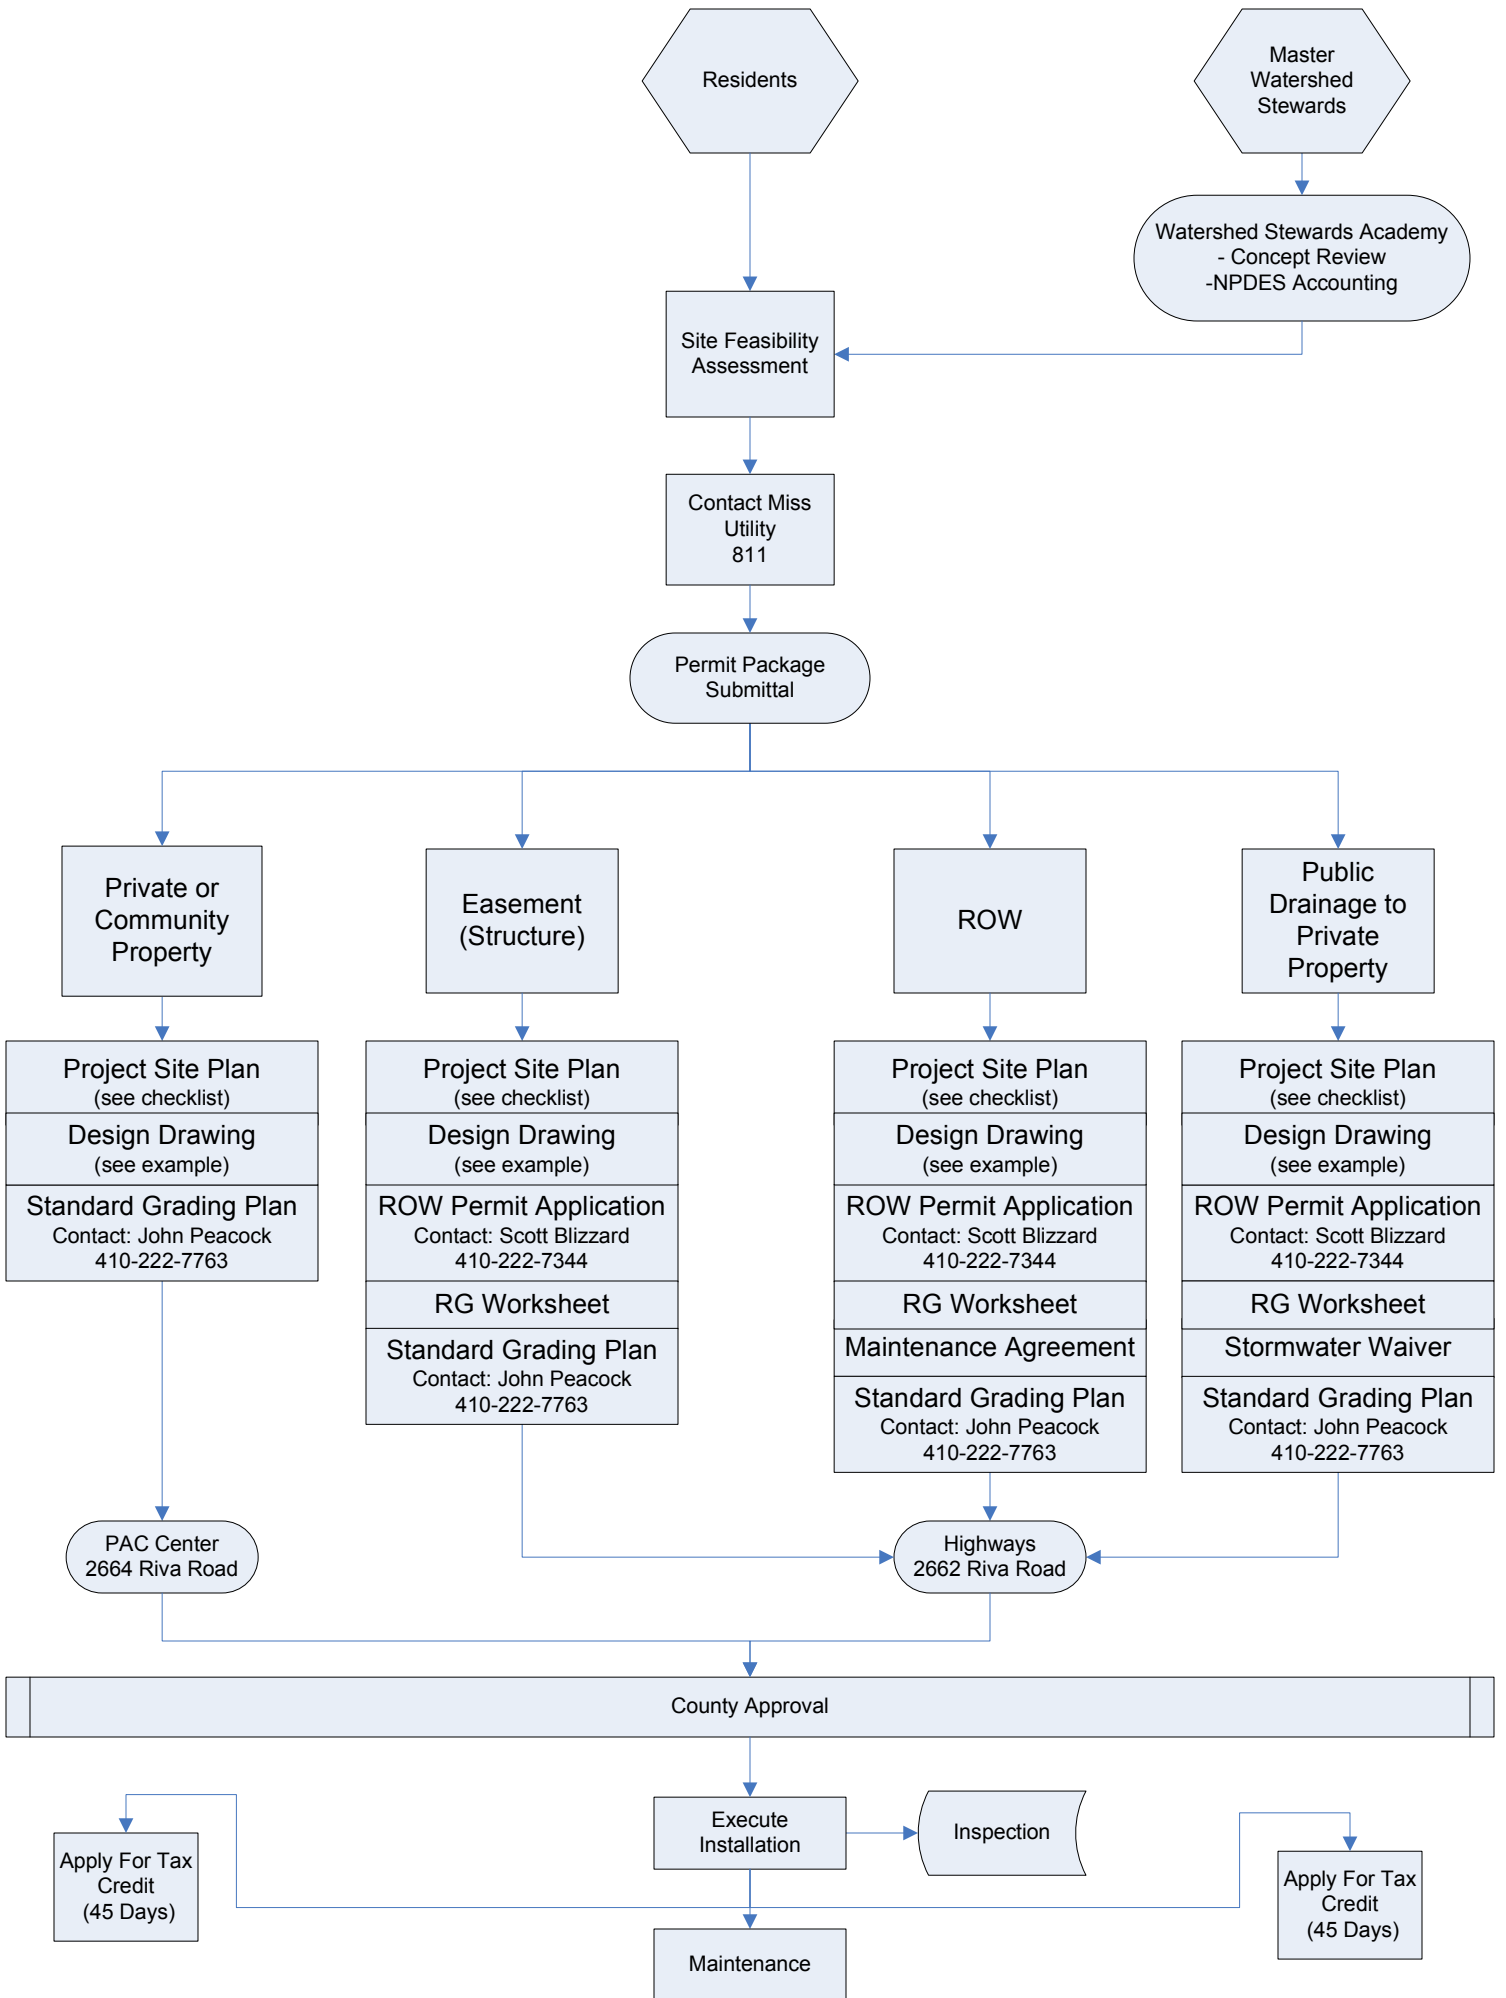 Residents
Master
Watershed
Stewards
Watershed Stewards Academy
- Concept Review
-NPDES Accounting
Site Feasibility
Assessment
Contact Miss
Utility
811
Permit Package
Submittal
Private or
Community
Property
Easement
(Structure)
ROW
Public
Drainage to
Private
Property
Project Site Plan
(see checklist)
Design Drawing
(see example)
Standard Grading Plan
Contact: John Peacock
410-222-7763
Project Site Plan
(see checklist)
Design Drawing
(see example)
ROW Permit Application
Contact: Scott Blizzard
410-222-7344
RG Worksheet
Standard Grading Plan
Contact: John Peacock
410-222-7763
Project Site Plan
(see checklist)
Design Drawing
(see example)
ROW Permit Application
Contact: Scott Blizzard
410-222-7344
RG Worksheet
Maintenance Agreement
Standard Grading Plan
Contact: John Peacock
410-222-7763
Project Site Plan
(see checklist)
Design Drawing
(see example)
ROW Permit Application
Contact: Scott Blizzard
410-222-7344
RG Worksheet
Stormwater Waiver
Standard Grading Plan
Contact: John Peacock
410-222-7763
PAC Center
2664 Riva Road
Highways
2662 Riva Road
County Approval
Execute
Installation
Inspection
Apply For Tax
Credit
(45 Days)
Apply For Tax
Credit
(45 Days)
Maintenance